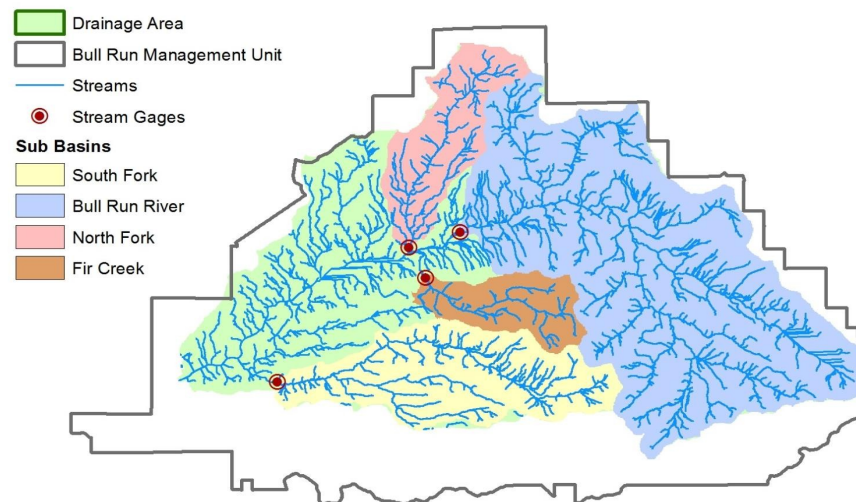 Drainage Area
Bull Run Management Unit
Streams
Stream Gages
Sub Basins
South Fork
Bull Run River
North Fork
Fir Creek